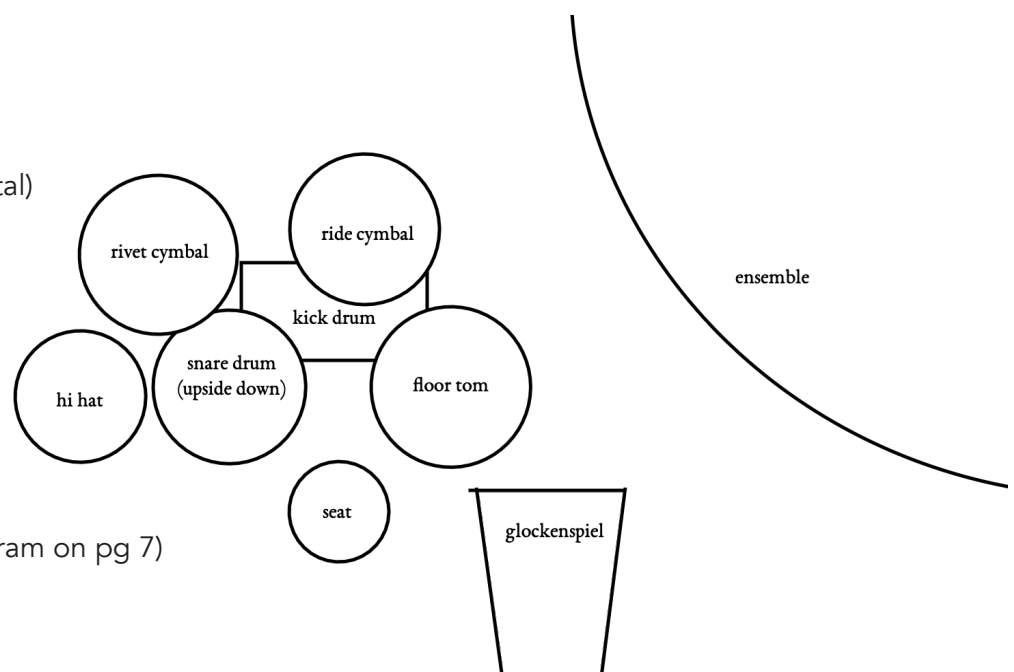 tal)
rivet cymbal
ride cymbal
ensemble
kick drum
snare drum
(upside down)
hi hat
floor tom
seat
glockenspiel
ram on pg 7)